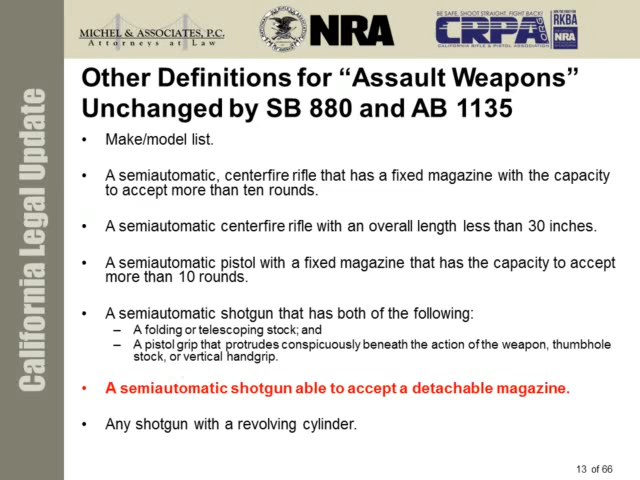 MICHEL & ASSOCIATES, P.C.
Attorneys at Law
NRA
BE SAFE, SHOOT STRAIGHT, FIGHT BACK!
CRPA.ORG
CALIFORNIA RIFLE & PISTOL ASSOCIATION
RKBA
NRA
California Legal Update
Other Definitions for “Assault Weapons”
Unchanged by SB 880 and AB 1135
• Make/model list.
• A semiautomatic, centerfire rifle that has a fixed magazine with the capacity
to accept more than ten rounds.
• A semiautomatic centerfire rifle with an overall length less than 30 inches.
• A semiautomatic pistol with a fixed magazine that has the capacity to accept
more than 10 rounds.
• A semiautomatic shotgun that has both of the following:
– A folding or telescoping stock; and
– A pistol grip that protrudes conspicuously beneath the action of the weapon, thumbhole
stock, or vertical handgrip.
• A semiautomatic shotgun able to accept a detachable magazine.
• Any shotgun with a revolving cylinder.
13 of 66